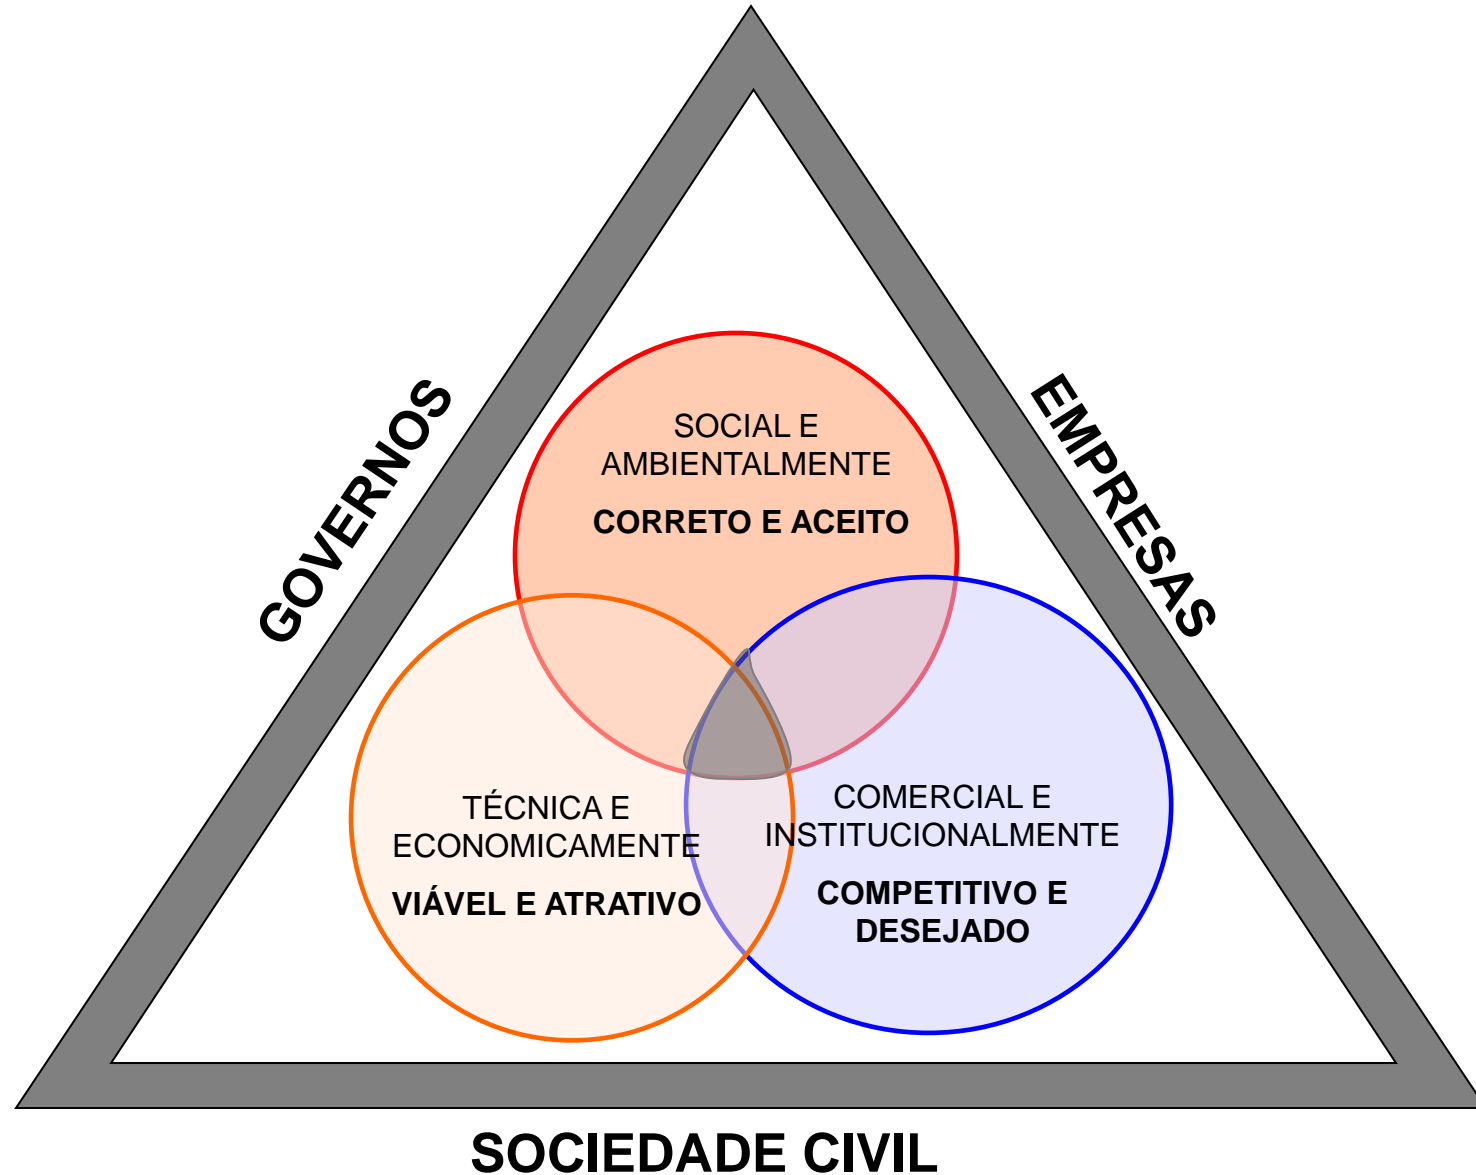 GOVERNOS
EMPRESAS
SOCIAL E
AMBIENTALMENTE
CORRETO E ACEITO
TÉCNICA E
ECONOMICAMENTE
VIÁVEL E ATRATIVO
COMERCIAL E
INSTITUCIONALMENTE
COMPETITIVO E
DESEJADO
SOCIEDADE CIVIL